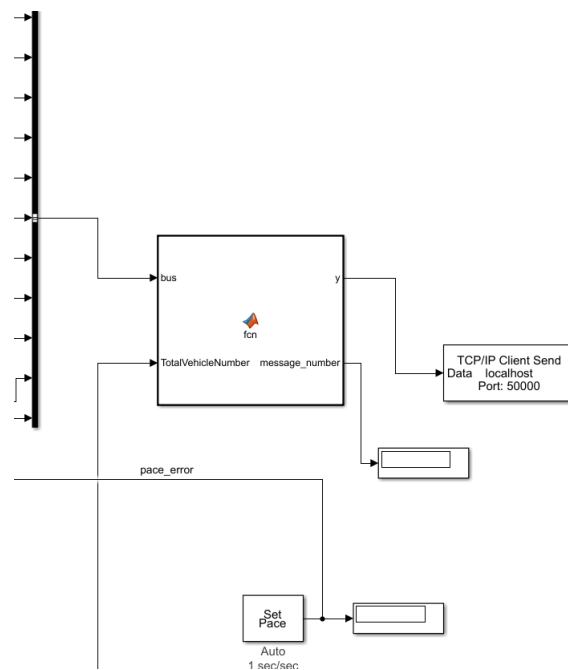 bus
y
fcn
TotalVehicleNumber
message_number
TCP/IP Client Send
Data
localhost
Port: 50000
pace_error
Set
Pace
Auto
1 sec/sec